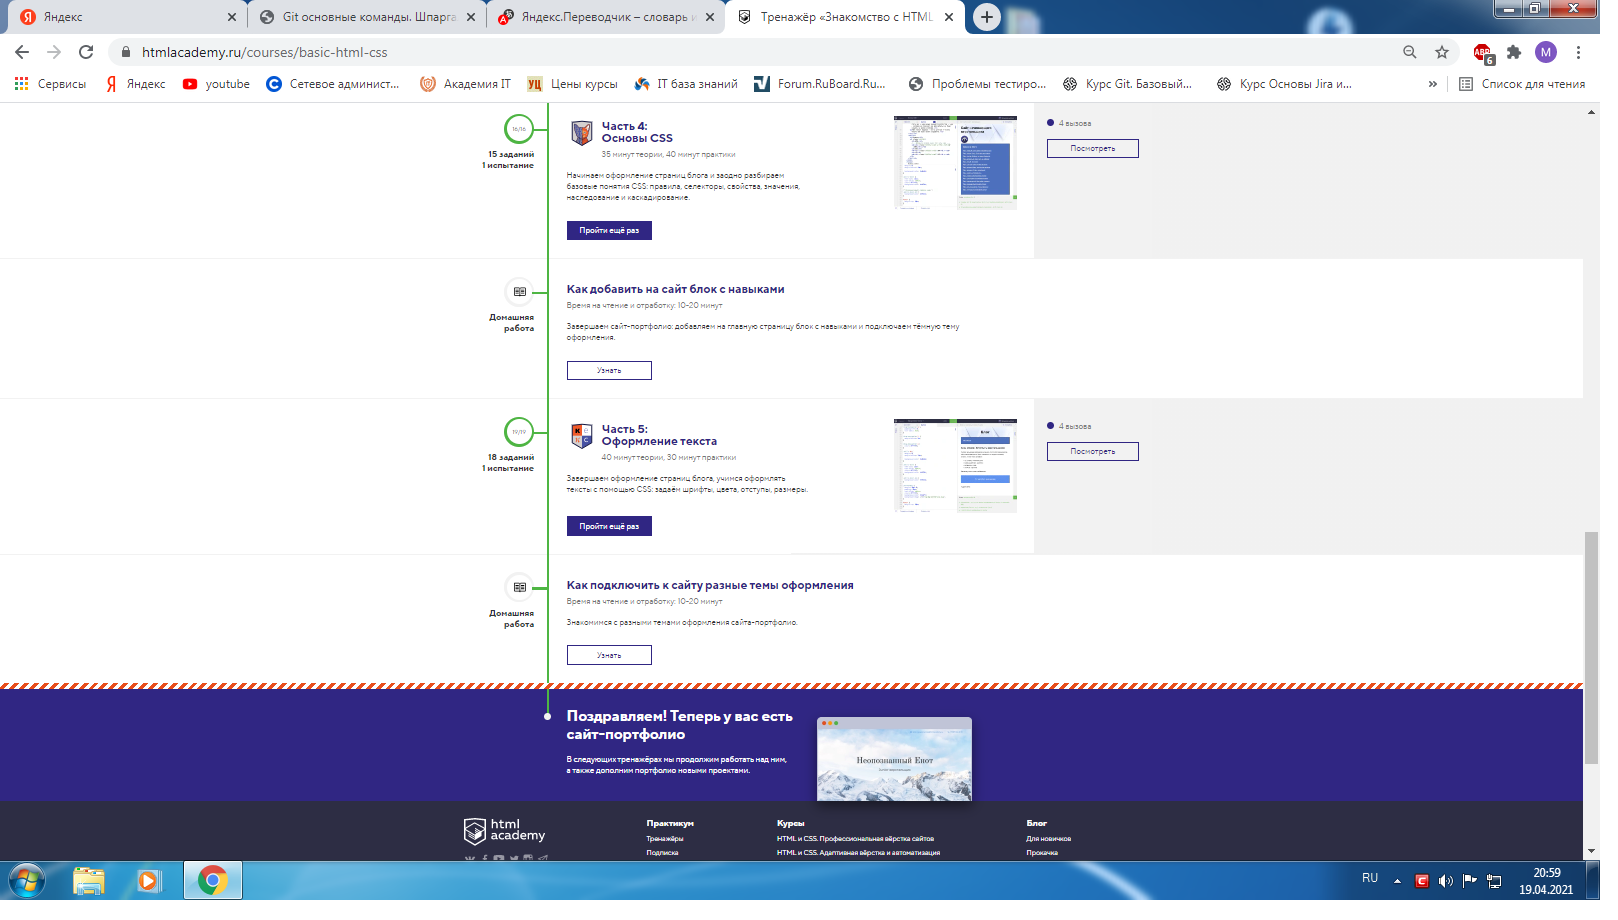 Яндекс
Git основные команды. Шпарга
Яндекс.Переводчик – словарь и
Тренажёр «Знакомство с HTML
htmlacademy.ru/courses/basic-html-css
ABP
6
M
Сервисы
Яндекс
youtube
Сетевое админист...
Академия IT
Цены курсы
IT база знаний
Forum.RuBoard.Ru...
Проблемы тестиро...
Курс Git. Базовый...
Курс Основы Jira и...
»
Список для чтения
16/16
15 заданий
1 испытание
Часть 4:
Основы CSS
35 минут теории, 40 минут практики
Начинаем оформление страниц блога и заодно разбираем
базовые понятия CSS: правила, селекторы, свойства, значения,
наследование и каскадирование.
Пройти ещё раз
4 вызова
Посмотреть
Домашняя
работа
Как добавить на сайт блок с навыками
Время на чтение и отработку: 10–20 минут
Завершаем сайт-портфолио: добавляем на главную страницу блок с навыками и подключаем тёмную тему
оформления.
Узнать
19/19
18 заданий
1 испытание
Часть 5:
Оформление текста
40 минут теории, 30 минут практики
Завершаем оформление страниц блога, учимся оформлять
тексты с помощью CSS: задаём шрифты, цвета, отступы, размеры.
Пройти ещё раз
Блог
4 вызова
Посмотреть
Домашняя
работа
Как подключить к сайту разные темы оформления
Время на чтение и отработку: 10–20 минут
Знакомимся с разными темами оформления сайта-портфолио.
Узнать
Поздравляем! Теперь у вас есть
сайт-портфолио
В следующих тренажёрах мы продолжим работать над ним,
а также дополним портфолио новыми проектами.
Неопознанный Енот
html
academy
Практикум
Тренажёры
Подписка
Курсы
HTML и CSS. Профессиональная вёрстка сайтов
HTML и CSS. Адаптивная вёрстка и автоматизация
Блог
Для новичков
Прокачка
RU
20:59
19.04.2021